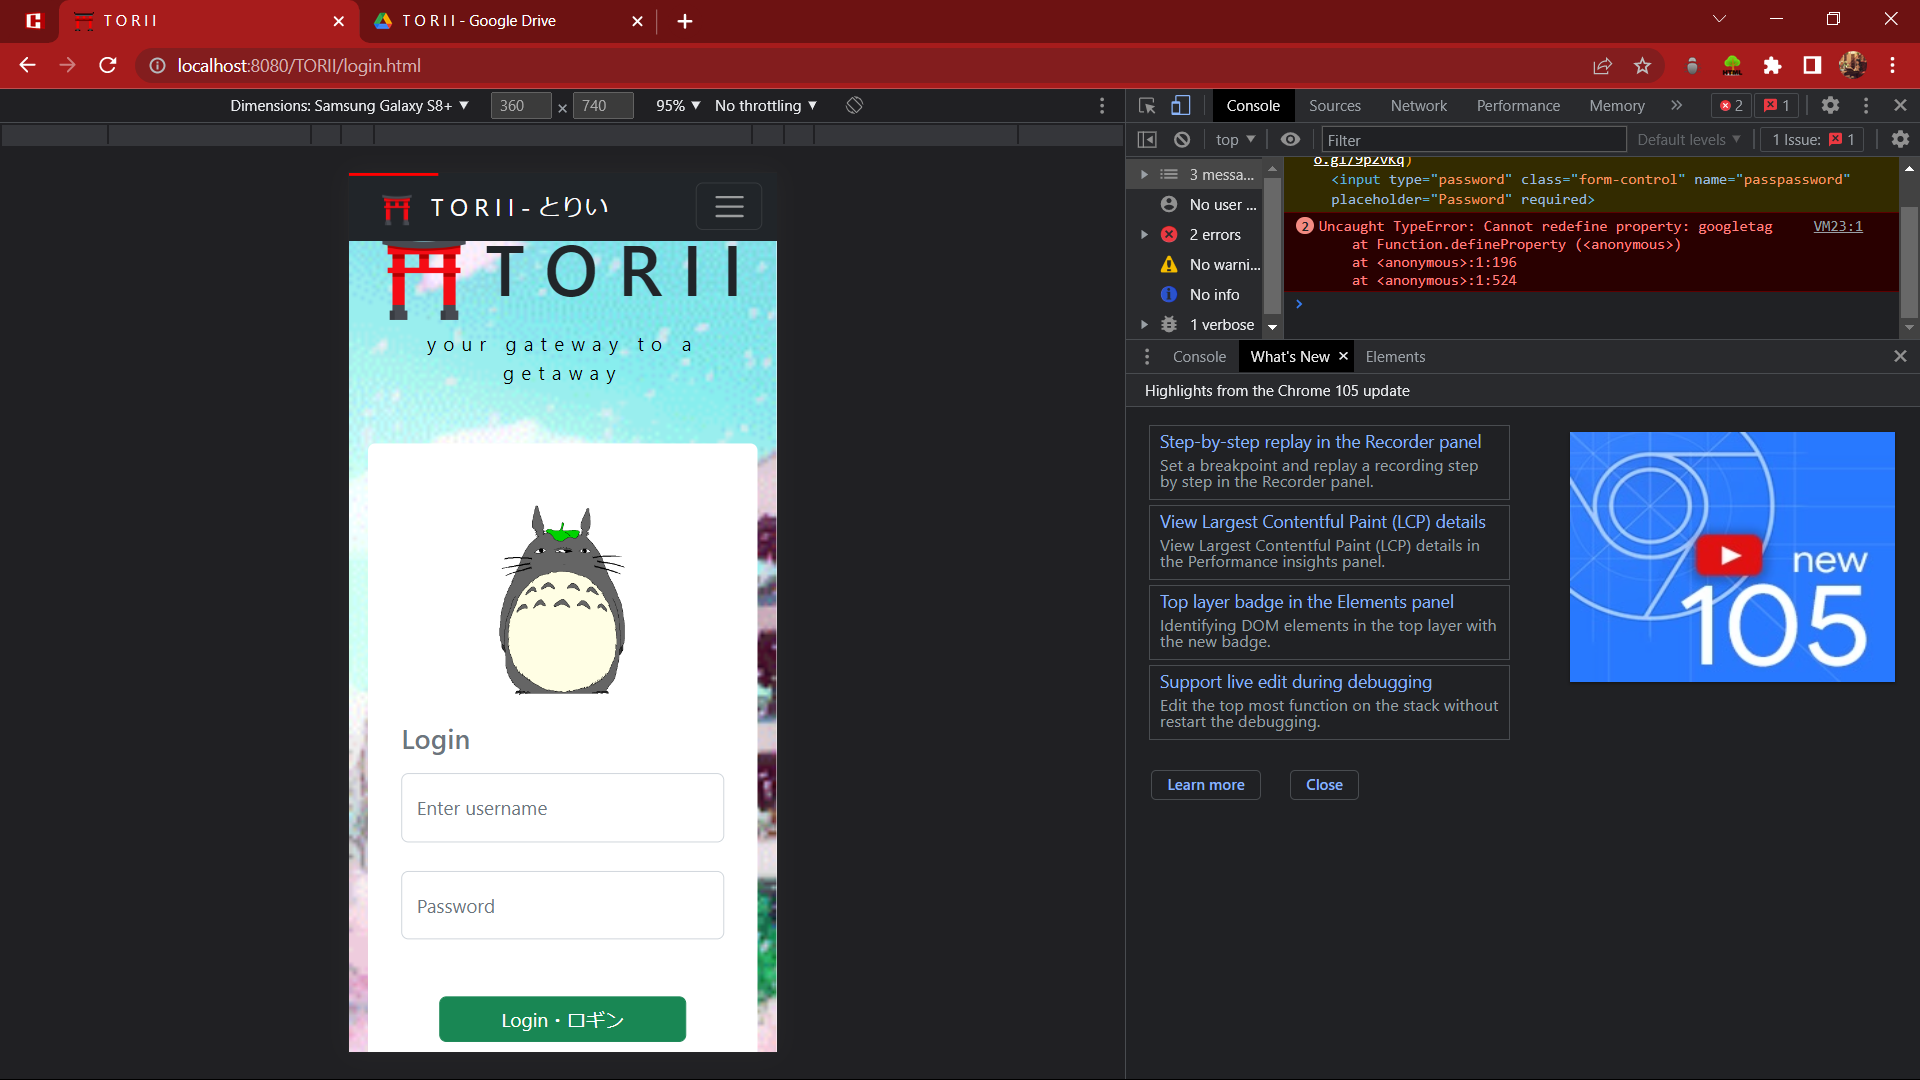 T O R I I
T O R I I - Google Drive
localhost:8080/TORII/login.html
Dimensions: Samsung Galaxy S8+ ▼ 360 × 740 95% ▼ No throttling ▼
T O R I I - とりい
T O R I I
your gateway to a
getaway
Login
Enter username
Password
Login・ロギン
Console Sources Network Performance Memory » 2 1
top ▼ Filter Default levels ▼ 1 Issue: 1
3 messa...
No user ...
2 errors
No warni...
No info
1 verbose
o.gl/9p2vKq)
<input type="password" class="form-control" name="passpassword"
placeholder="Password" required>
2 Uncaught TypeError: Cannot redefine property: googletag VM23:1
at Function.defineProperty (<anonymous>)
at <anonymous>:1:196
at <anonymous>:1:524
Console What's New Elements
Highlights from the Chrome 105 update
Step-by-step replay in the Recorder panel
Set a breakpoint and replay a recording step
by step in the Recorder panel.
View Largest Contentful Paint (LCP) details
View Largest Contentful Paint (LCP) details in
the Performance insights panel.
Top layer badge in the Elements panel
Identifying DOM elements in the top layer with
the new badge.
Support live edit during debugging
Edit the top most function on the stack without
restart the debugging.
new
105
Learn more
Close